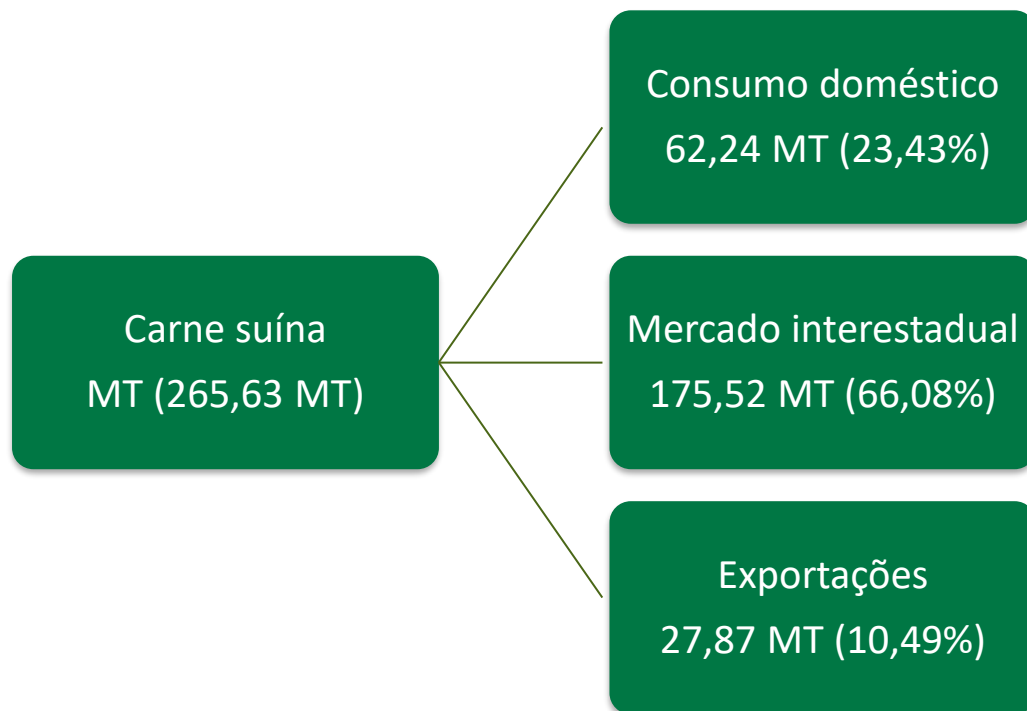 Carne suína
MT (265,63 MT)
Consumo doméstico
62,24 MT (23,43%)
Mercado interestadual
175,52 MT (66,08%)
Exportações
27,87 MT (10,49%)